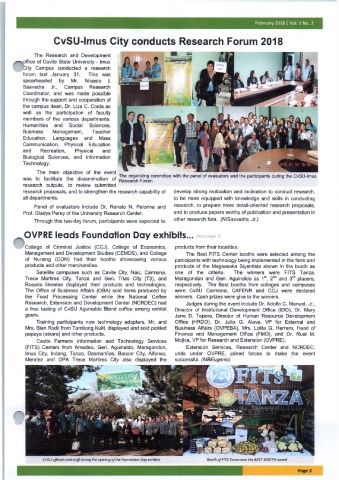 February 2018 | Vol. 2 No. 2
CvSU-Imus City conducts Research Forum 2018
The Research and Development
office of Cavite State University - Imus
City Campus conducted a research
forum last January 31. This was
spearheaded by Mr. Nicasio I.
Saavedra Jr., Campus Research
Coordinator, and was made possible
through the support and cooperation of
the campus dean, Dr. Liza C. Costa as
well as the participation of faculty
members of the various departments:
Humanities and Social Sciences,
Business Management, Teacher
Education, Languages and Mass
Communication, Physical Education
and Recreation, Physical and
Biological Sciences, and Information
Technology.
The main objective of the event
was to facilitate the dissemination of
research outputs, to review submitted
research proposals, and to strengthen the research capability of
all departments.
Panel of evaluators include Dr. Renato N. Pelorina and
Prof. Gladys Perey of the University Research Center.
Through this two-day forum, participants were expected to
The organizing committee with the panel of evaluators and the participants during the CvSU-Imus
Research Forum
develop strong motivation and inclination to conduct research,
to be more equipped with knowledge and skills in conducting
research, to prepare more detail-oriented research proposals;
and to produce papers worthy of publication and presentation in
other research fora. (NISaavedra, Jr.)
OVPRE leads Foundation Day exhibits...
College of Criminal Justice (CCJ), College of Economics,
Management and Development Studies (CEMDS), and College
of Nursing (CON) had their booths showcasing various
products and other merchandise.
Satellite campuses such as Cavite City, Naic, Carmona,
Trece Martires City, Tanza and Gen. Trias City (T3), and
Rosario likewise displayed their products and technologies.
The Office of Business Affairs (OBA) sold items produced by
the Food Processing Center while the National Coffee
Research, Extension and Development Center (NCRDEC) had
a free tasting of CvSU Aguinaldo Blend coffee among exhibit
goers.
Training participants now technology adopters, Mr. and
Mrs. Bien Rodil from Tambong Kulit, displayed and sold pickled
papaya (atsara) and other products.
Cavite Farmers Information and Technology Services
(FITS) Centers from Amadeo, Gen. Aguinaldo, Maragondon,
Imus City, Indang, Tanza, Dasmariñas, Bacoor City, Alfonso,
Mendez and OPA Trece Martires City also displayed the
products from their localities.
The Best FITS Center booths were selected among the
participants with technology being implemented in the farm and
products of the Magsasaka Siyentista shown in the booth as
one of the criteria. The winners were FITS Tanza,
Maragondon and Gen. Aguinaldo as 1st, 2nd and 3rd placers,
respectively. The Best booths from colleges and campuses
were CvSU Carmona, CAFENR and CCJ were declared
winners. Cash prizes were given to the winners.
Judges during the event include Dr. Adolfo C. Manuel, Jr.,
Director of Institutional Development Office (IDO), Dr. Mary
Jane D. Tepora, Director of Human Resource Development
Office (HRDO), Dr. Julio G. Alava, VP for External and
Business Affairs (OVPEBA), Mrs. Lolita G. Herrera, Head of
Finance and Management Office (FMO), and Dr. Ruel M.
Mojica, VP for Research and Extension (OVPRE).
Extension Services, Research Center and NCRDEC,
units under OVPRE, joined forces to make the event
successful. (MBEugenio)
FITS
TANZA
CvSU officials and staff during the opening of the Foundation Day exhibits
Booth of FITS Tanza won the BEST BOOTH award
Page 3